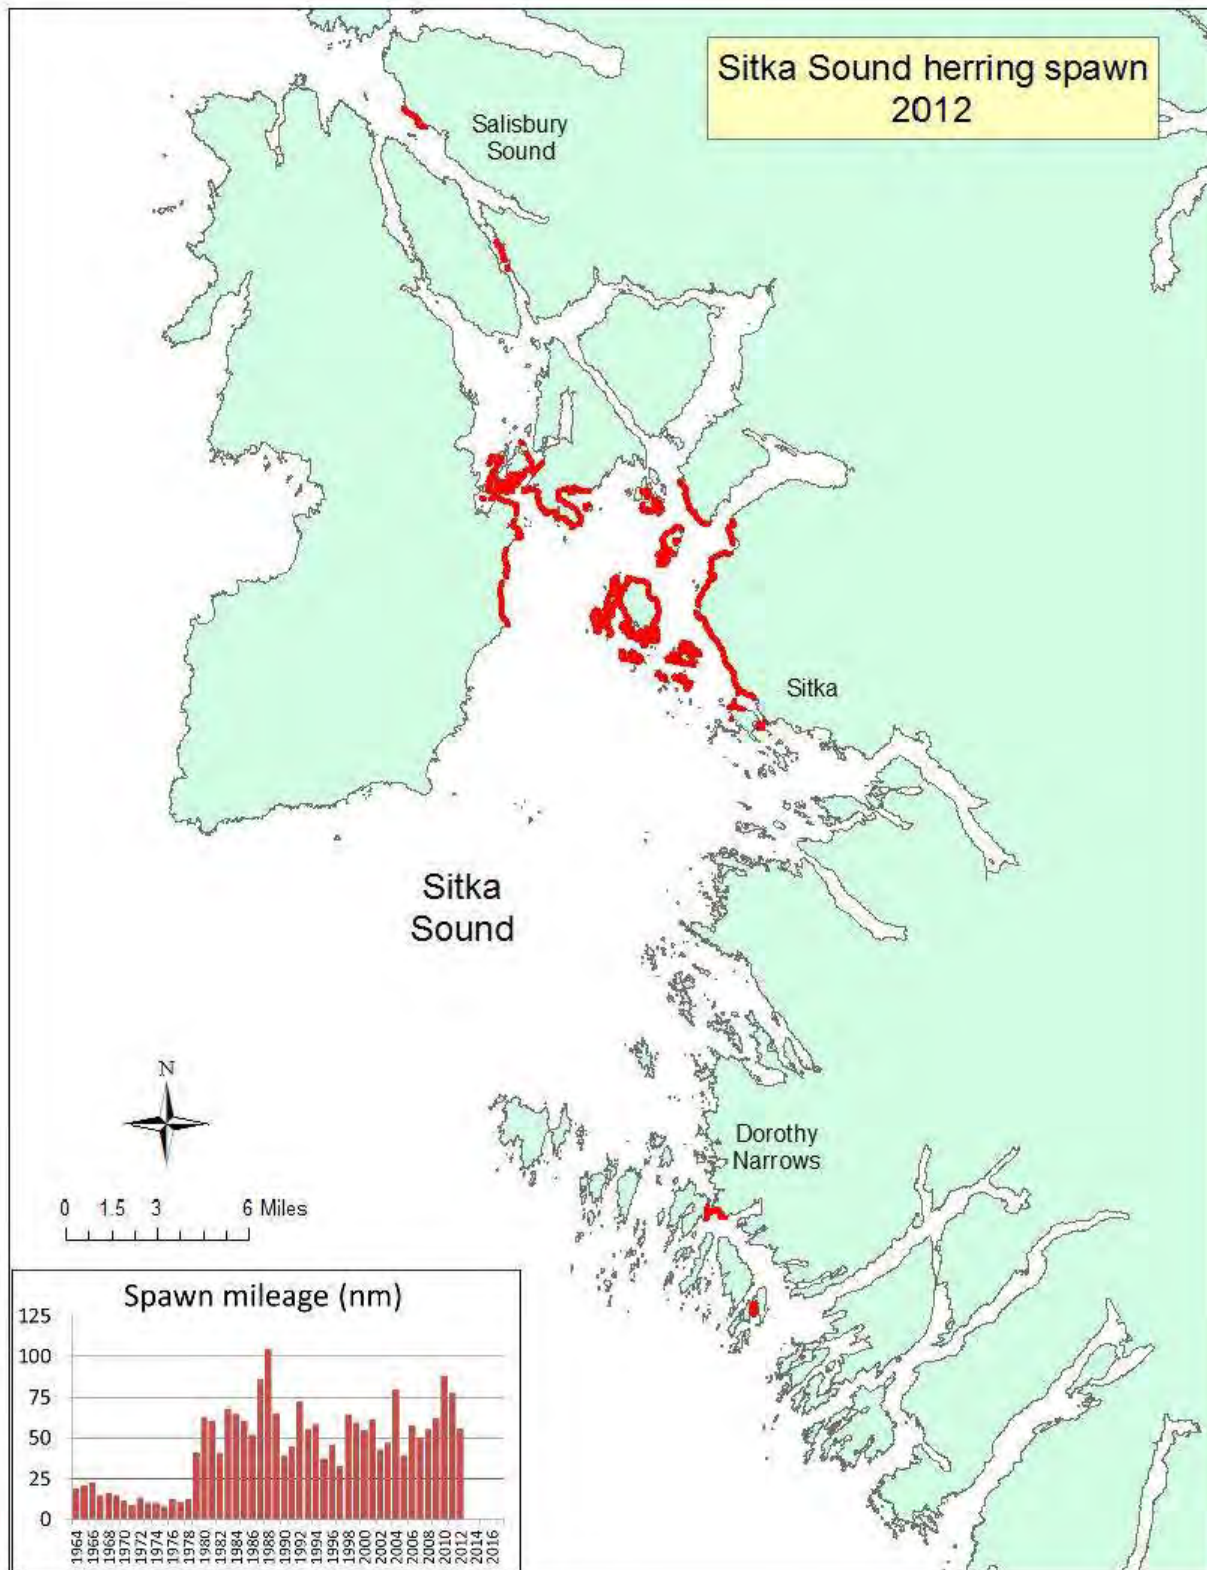 Sitka Sound herring spawn
2012
Salisbury
Sound
Sitka
Sitka
Sound
N
Dorothy
Narrows
0 1.5 3 6 Miles
Spawn mileage (nm)
125
100
75
50
25
0
1964 1966 1968 1970 1972 1974 1976 1978 1980 1982 1984 1986 1988 1990 1992 1994 1996 1998 2000 2002 2004 2006 2008 2010 2012 2014 2016